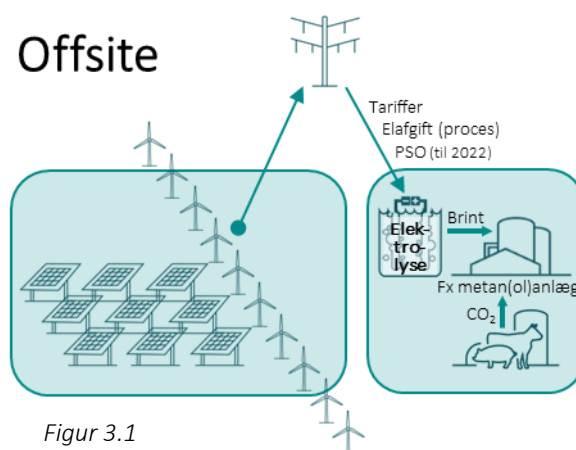 Offsite
Tariffer
Elafgift (proces)
PSO (til 2022)
Elek-
tro-
lyse
Brint
Fx metan(ol)anlæg
CO₂
Figur 3.1